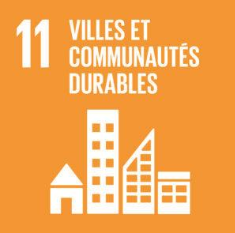 11 VILLES ET
COMMUNAUTÉS
DURABLES